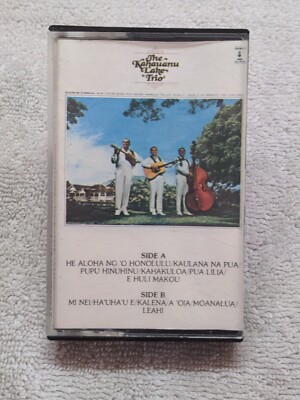 The
Kahauanu
Lake
Trio
SIDE A
HE ALOHA NO 'O HONOLULU/KAULANA NA PUA
PUPU HINUHINU/KAHAKULOA/PUA LILIA/
E HULI MAKOU
SIDE B
MI NEI/HA'UHA'U E/KALENA/A 'OIA/MOANALUA/
LEAHI